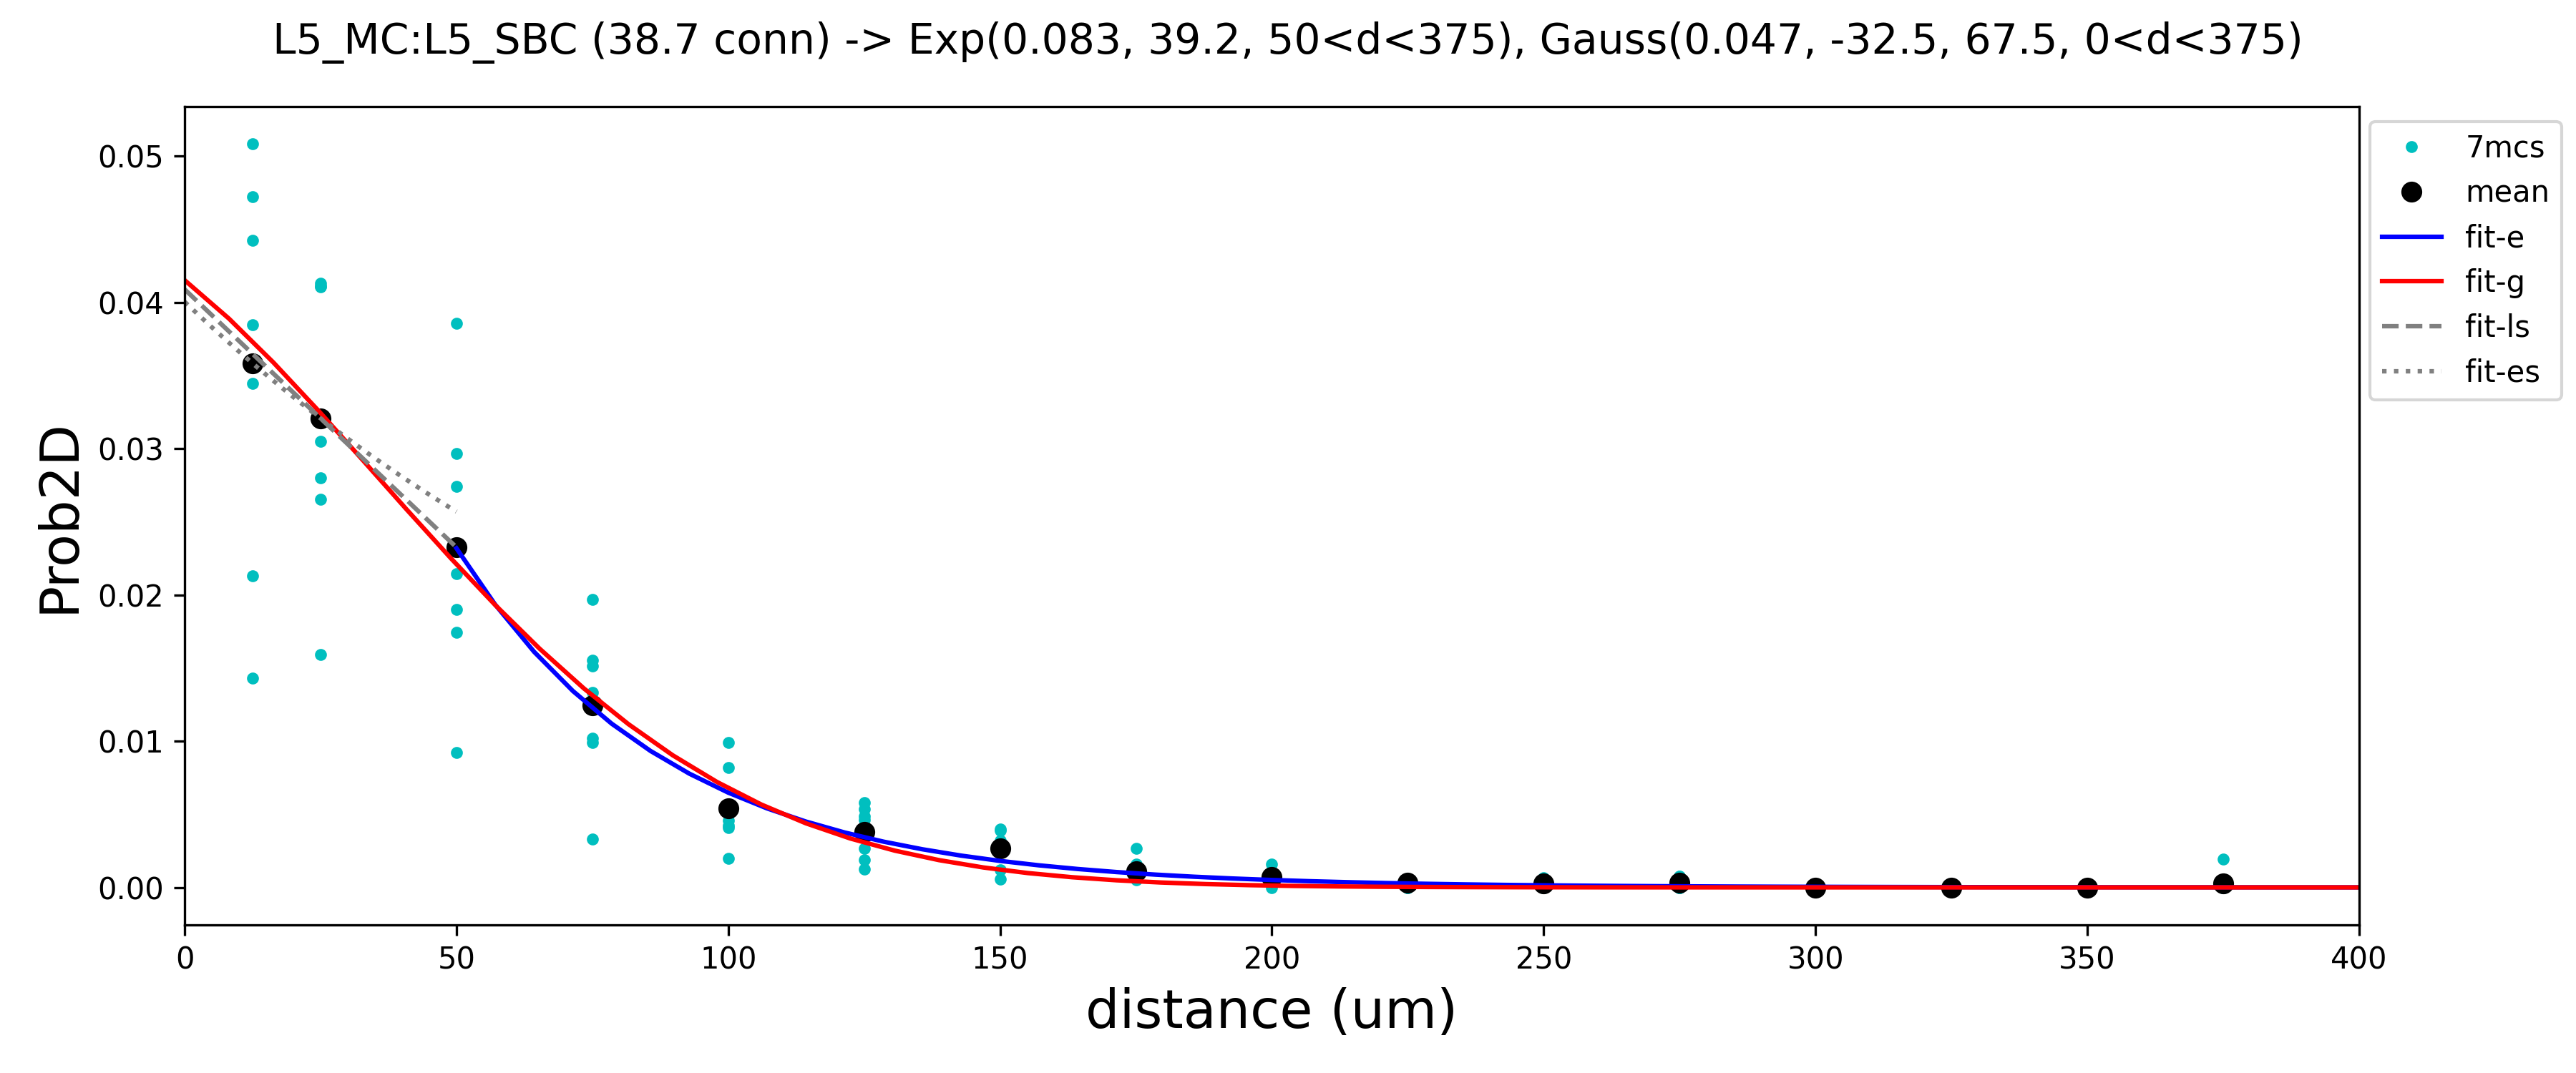 L5_MC:L5_SBC (38.7 conn) -> Exp(0.083, 39.2, 50<d<375), Gauss(0.047, -32.5, 67.5, 0<d<375)
7mcs
mean
fit-e
fit-g
fit-ls
fit-es
Prob2D
0.05
0.04
0.03
0.02
0.01
0.00
0 50 100 150 200 250 300 350 400
distance (um)